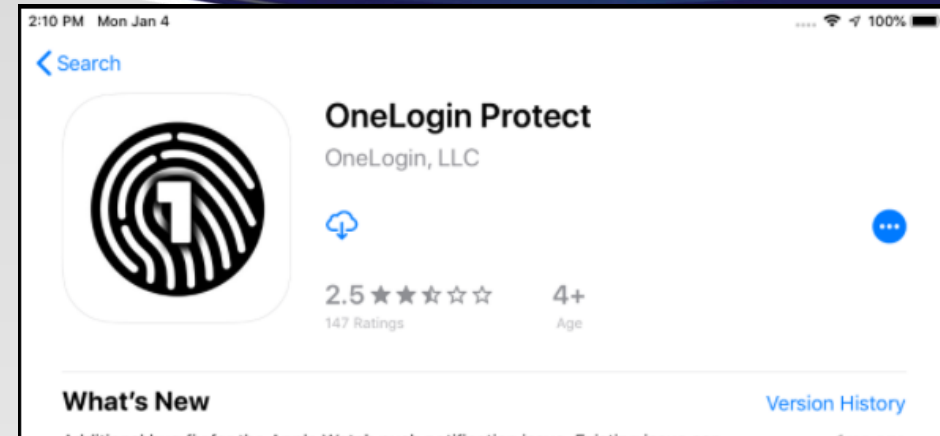 2:10 PM Mon Jan 4
100%
Search
1
OneLogin Protect
OneLogin, LLC
2.5
4+
147 Ratings
Age
What's New
Version History